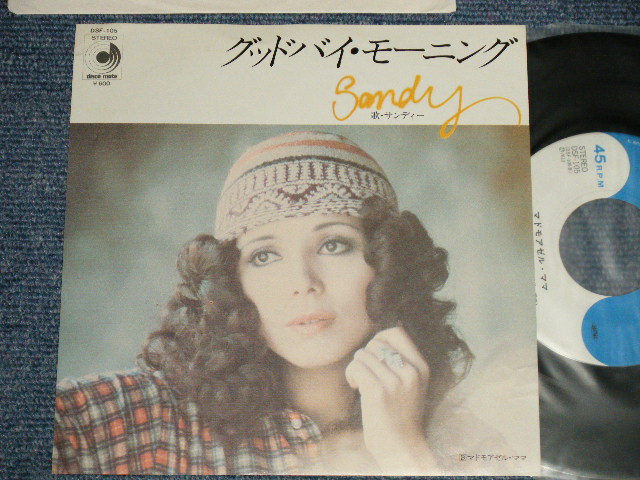 DSF-105
STEREO
disco mate
¥600
グッドバイ・モーニング
Sandy
歌・サンディー
マドモアゼル・ママ
45 RPM
STEREO
DSF 105
マドモアゼル・ママ